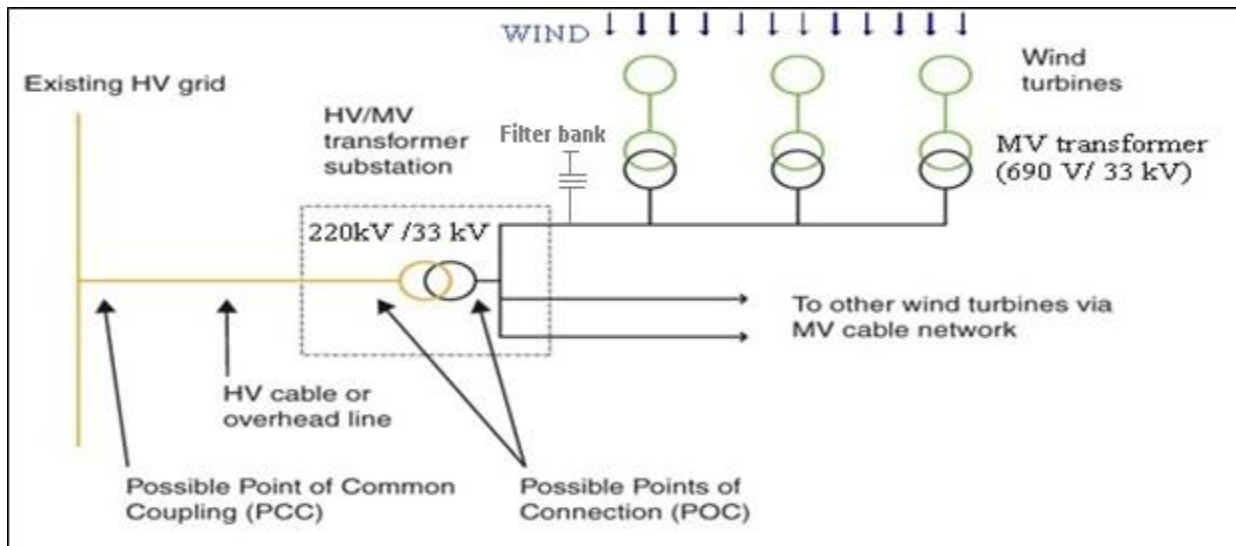 WIND
Existing HV grid
Wind
turbines
HV/MV
transformer
substation
Filter bank
MV transformer
(690 V/ 33 kV)
220kV /33 kV
To other wind turbines via
MV cable network
HV cable or
overhead line
Possible Point of Common
Coupling (PCC)
Possible Points of
Connection (POC)